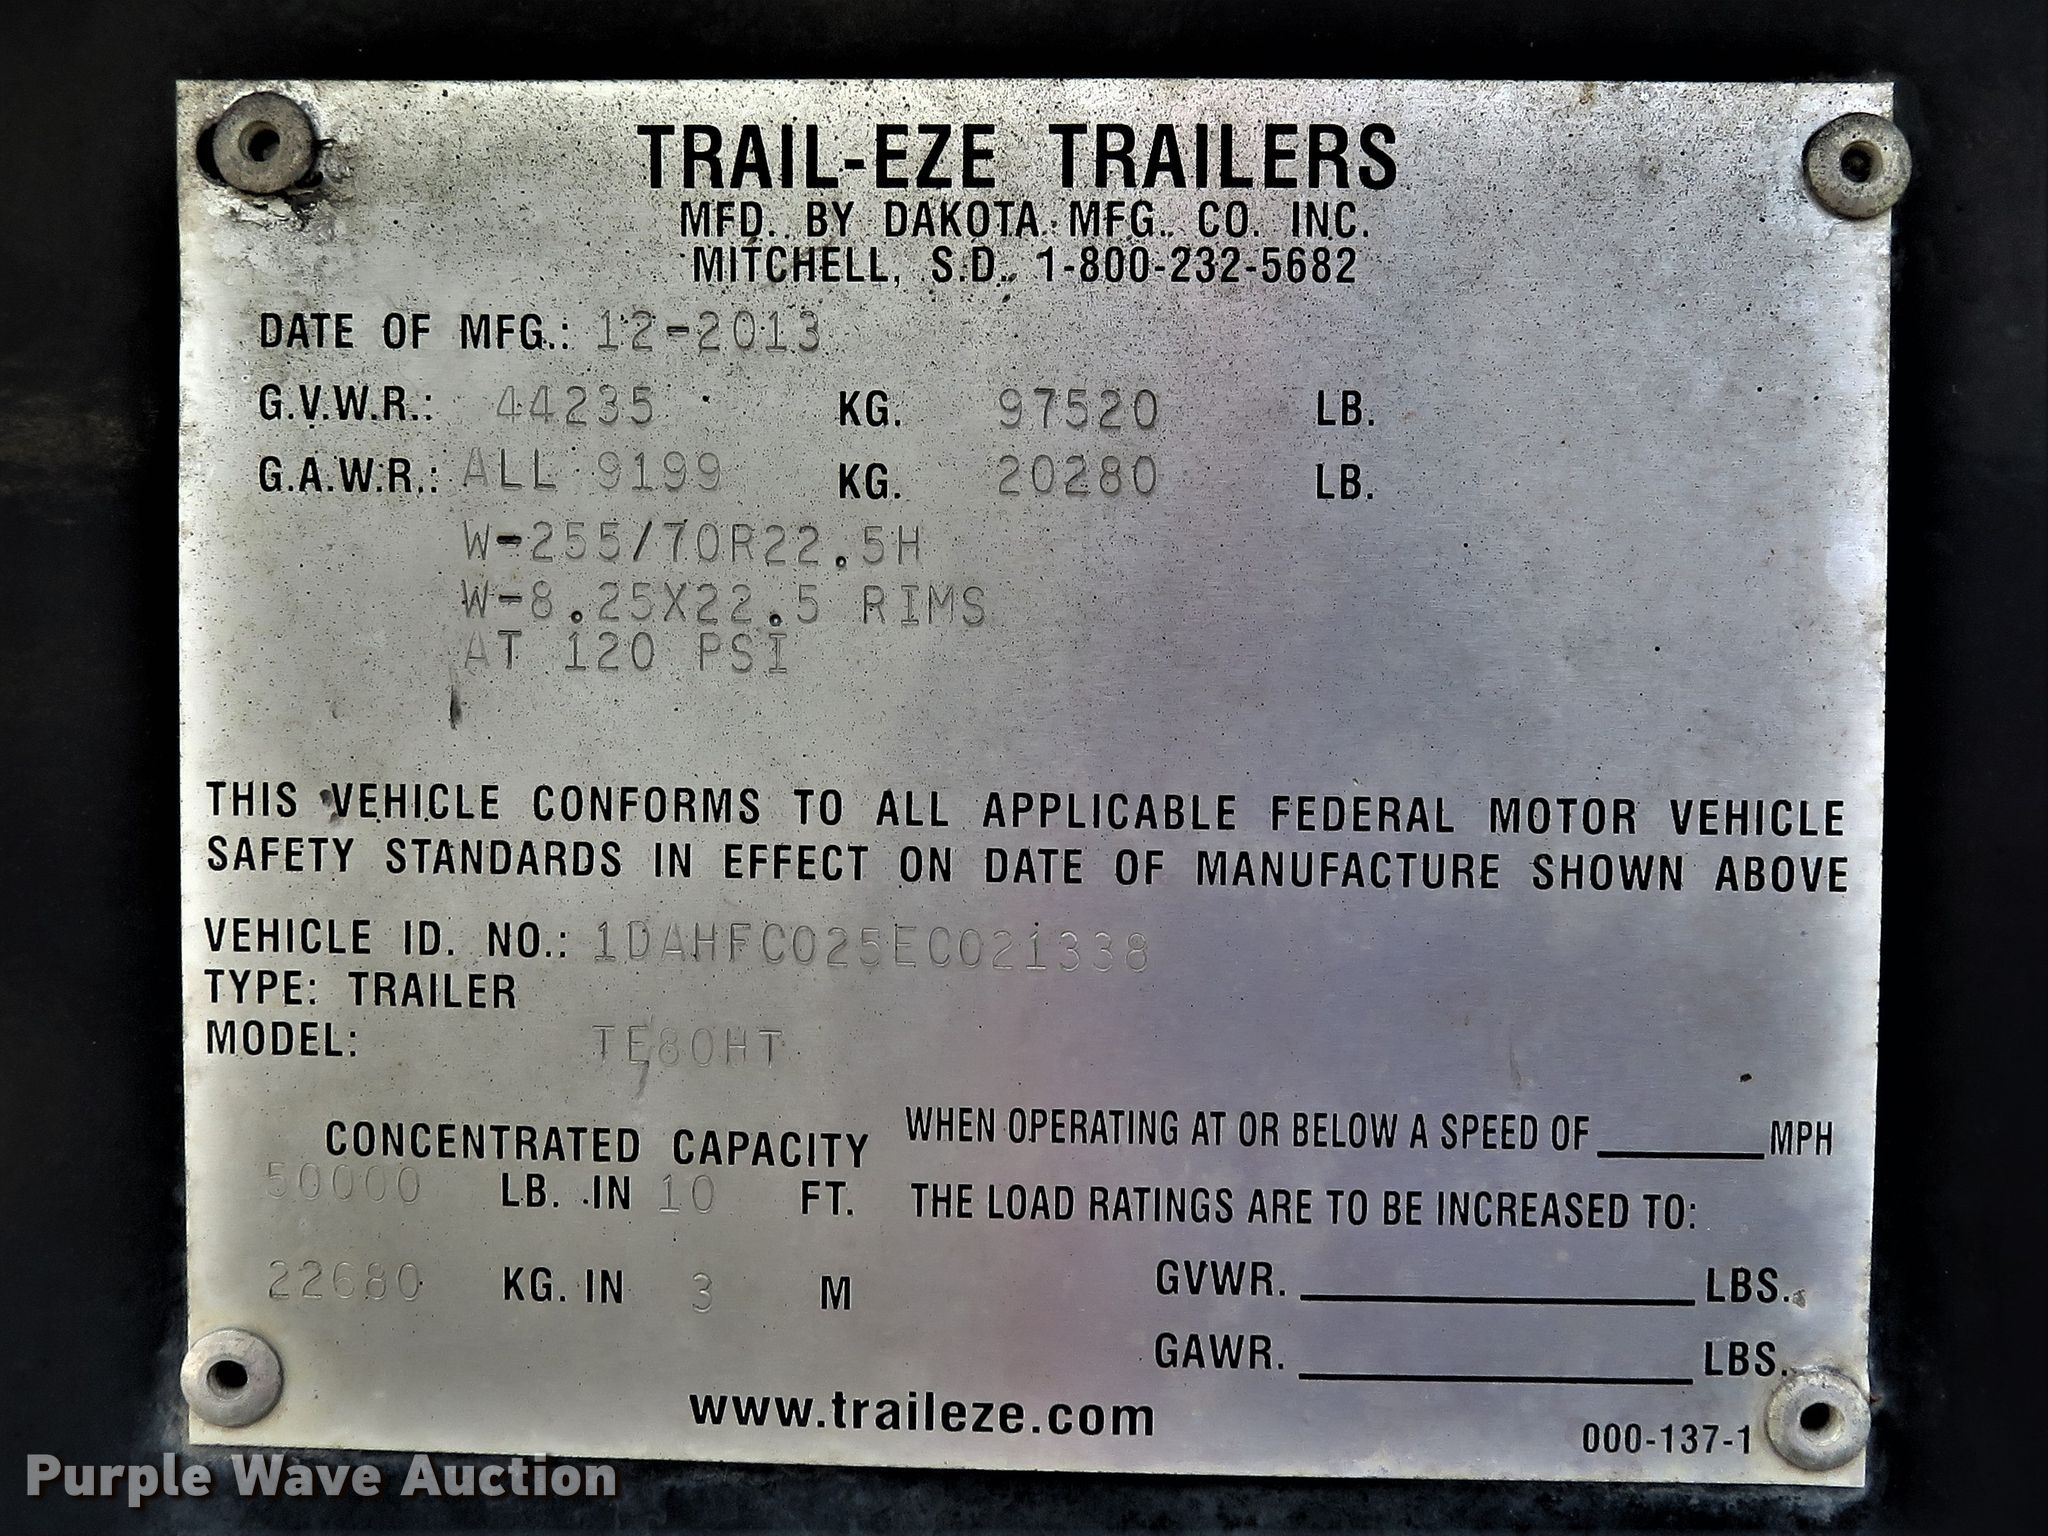 TRAIL-EZE TRAILERS
MFD. BY DAKOTA MFG. CO. INC.
MITCHELL, S.D. 1-800-232-5682
DATE OF MFG.: 12-2013
G.V.W.R.: 44235 KG. 97520 LB.
G.A.W.R.: ALL 9199 KG. 20280 LB.
W-255/70R22.5H
W-8.25X22.5 RIMS
AT 120 PSI
THIS VEHICLE CONFORMS TO ALL APPLICABLE FEDERAL MOTOR VEHICLE
SAFETY STANDARDS IN EFFECT ON DATE OF MANUFACTURE SHOWN ABOVE
VEHICLE ID. NO.: 1DAHFC025EC021338
TYPE: TRAILER
MODEL: TE80HT
CONCENTRATED CAPACITY
50000 LB. IN 10 FT.
22680 KG. IN 3 M
WHEN OPERATING AT OR BELOW A SPEED OF ______ MPH
THE LOAD RATINGS ARE TO BE INCREASED TO:
GVWR. ______ LBS.
GAWR. ______ LBS.
www.traileze.com
000-137-1
Purple Wave Auction